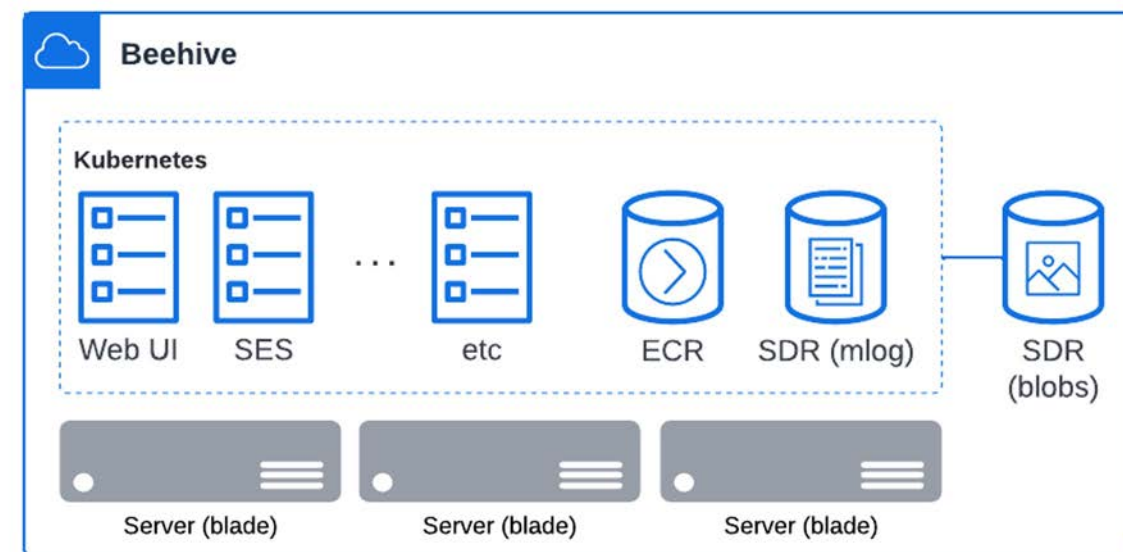 Beehive
Kubernetes
...
Web UI
SES
etc
ECR
SDR (mlog)
SDR
(blobs)
Server (blade)
Server (blade)
Server (blade)